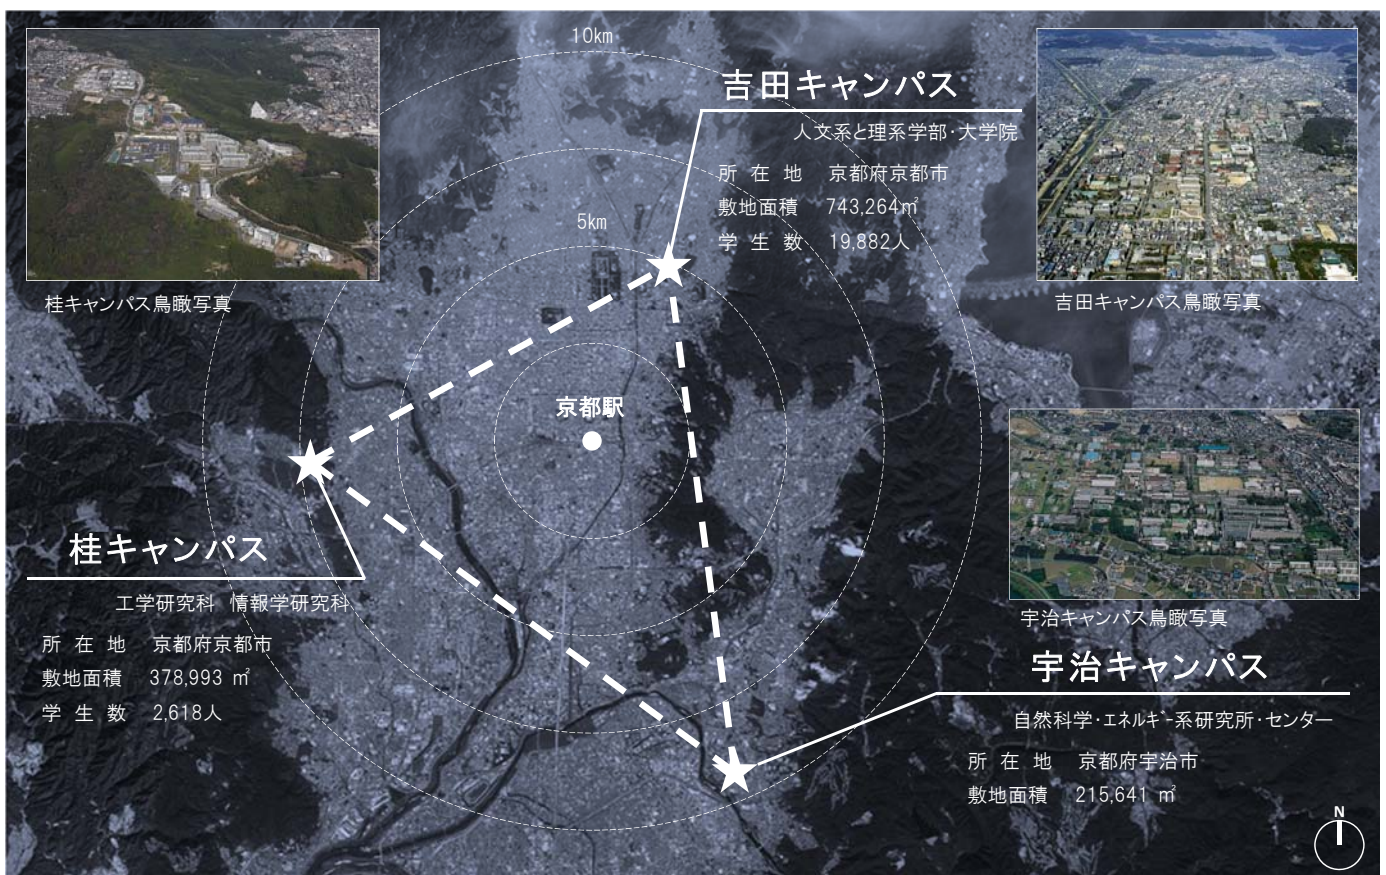 10km
5km
京都駅
吉田キャンパス
人文系と理系学部・大学院
所 在 地 京都府京都市
敷地面積 743,264㎡
学 生 数 19,882人
桂キャンパス鳥瞰写真
吉田キャンパス鳥瞰写真
桂キャンパス
工学研究科 情報学研究科
所 在 地 京都府京都市
敷地面積 378,993 ㎡
学 生 数 2,618人
宇治キャンパス鳥瞰写真
宇治キャンパス
自然科学・エネルギー系研究所・センター
所 在 地 京都府宇治市
敷地面積 215,641 ㎡
N